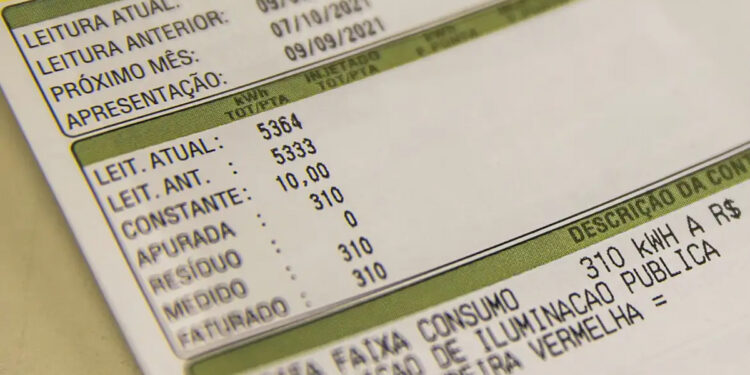 LEITURA ATUAL:
LEITURA ANTERIOR:
PRÓXIMO MÊS: 07/10/2021
APRESENTAÇÃO: 09/09/2021
kWh TOT/PTA INJETADO TOT/PTA kWh
LEIT. ATUAL: 5364
LEIT. ANT. : 5333
CONSTANTE: 10,00
APURADA : 310
RESÍDUO : 0
MEDIDO : 310
FATURADO : 310
DESCRIÇÃO DA CON
FAIXA CONSUMO 310 kWH A R$
DE ILUMINACAO PUBLICA
VERMELHA =